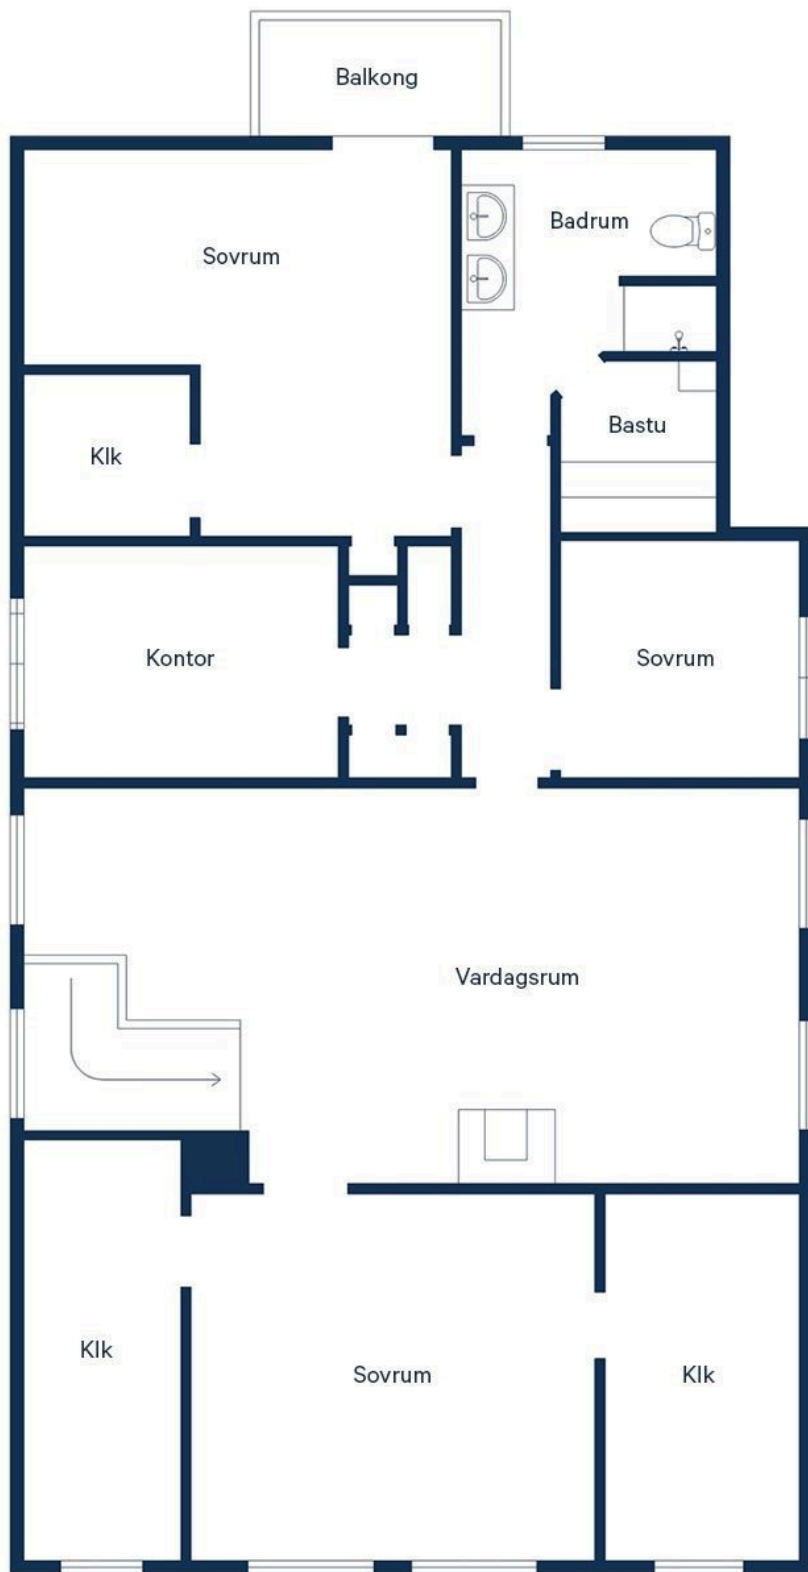 Balkong
Badrum
Sovrum
Bastu
Klk
Kontor
Sovrum
Vardagsrum
Klk
Sovrum
Klk